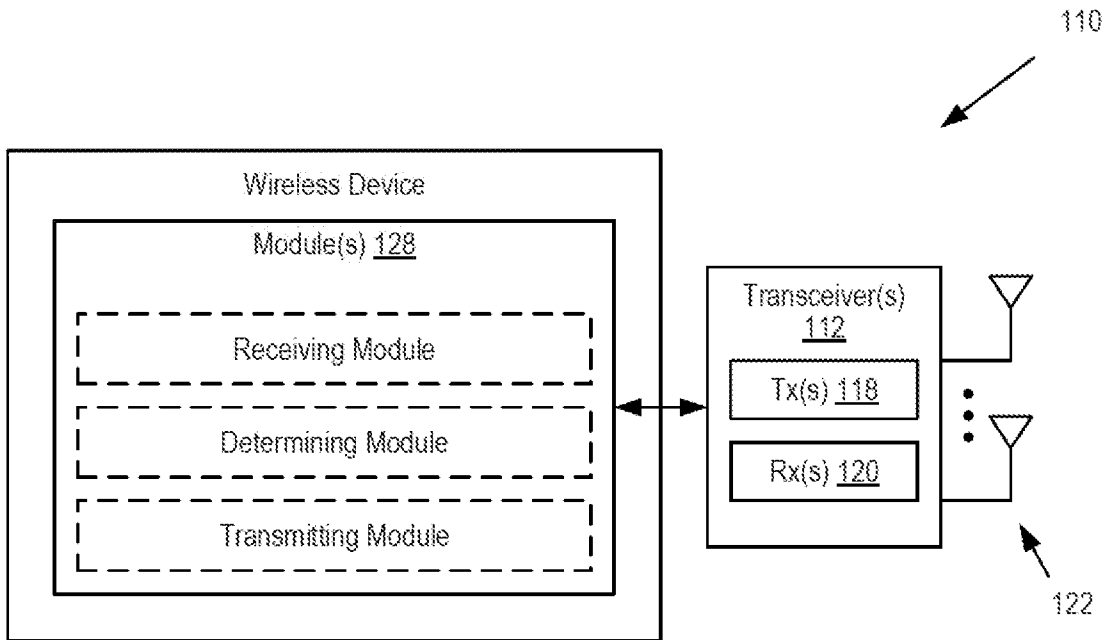 110
Wireless Device
Module(s) 128
Receiving Module
Determining Module
Transmitting Module
Transceiver(s)
112
Tx(s) 118
Rx(s) 120
122